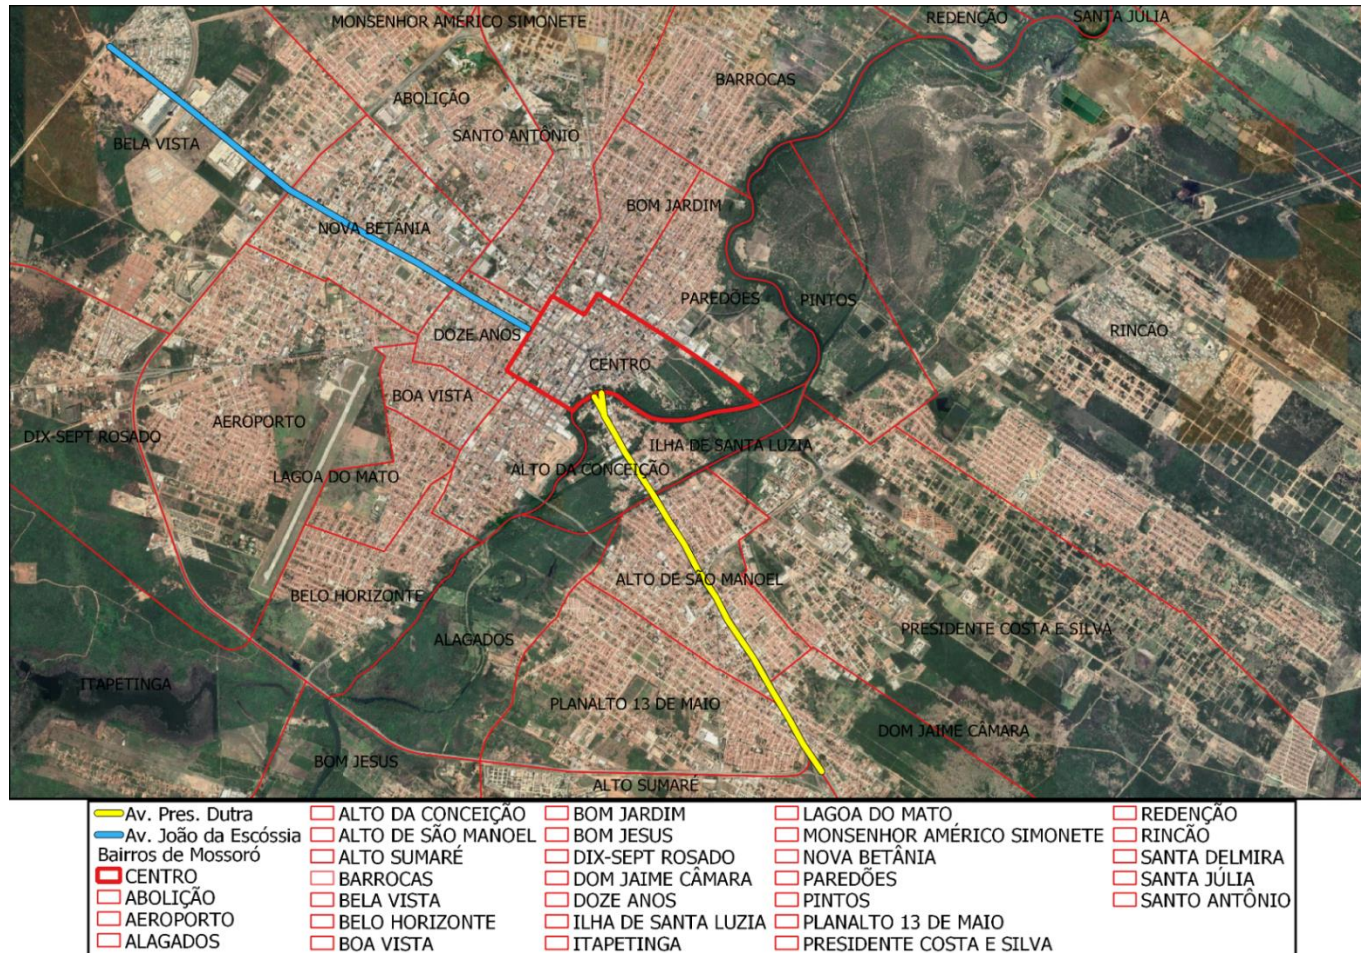 MONSENHOR AMÉRICO SIMONETE
REDENÇÃO
SANTA JÚLIA
BARROCAS
ABOLIÇÃO
SANTO ANTÔNIO
BELA VISTA
BOM JARDIM
NOVA BETÂNIA
PAREDÕES
PINTOS
RINCÃO
DOZE ANOS
CENTRO
BOA VISTA
AEROPORTO
DIX-SEPT ROSADO
ILHA DE SANTA LUZIA
ALTO DA CONCEIÇÃO
LAGOA DO MATO
ALTO DE SÃO MANOEL
BELO HORIZONTE
PRESIDENTE COSTA E SILVA
ALAGADOS
ITAPETINGA
PLANALTO 13 DE MAIO
DOM JAIME CÂMARA
BOM JESUS
ALTO SUMARÉ
Av. Pres. Dutra
Av. João da Escóssia
Bairros de Mossoró
CENTRO
ABOLIÇÃO
AEROPORTO
ALAGADOS
ALTO DA CONCEIÇÃO
ALTO DE SÃO MANOEL
ALTO SUMARÉ
BARROCAS
BELA VISTA
BELO HORIZONTE
BOA VISTA
BOM JARDIM
BOM JESUS
DIX-SEPT ROSADO
DOM JAIME CÂMARA
DOZE ANOS
ILHA DE SANTA LUZIA
ITAPETINGA
LAGOA DO MATO
MONSENHOR AMÉRICO SIMONETE
NOVA BETÂNIA
PAREDÕES
PINTOS
PLANALTO 13 DE MAIO
PRESIDENTE COSTA E SILVA
REDENÇÃO
RINCÃO
SANTA DELMIRA
SANTA JÚLIA
SANTO ANTÔNIO